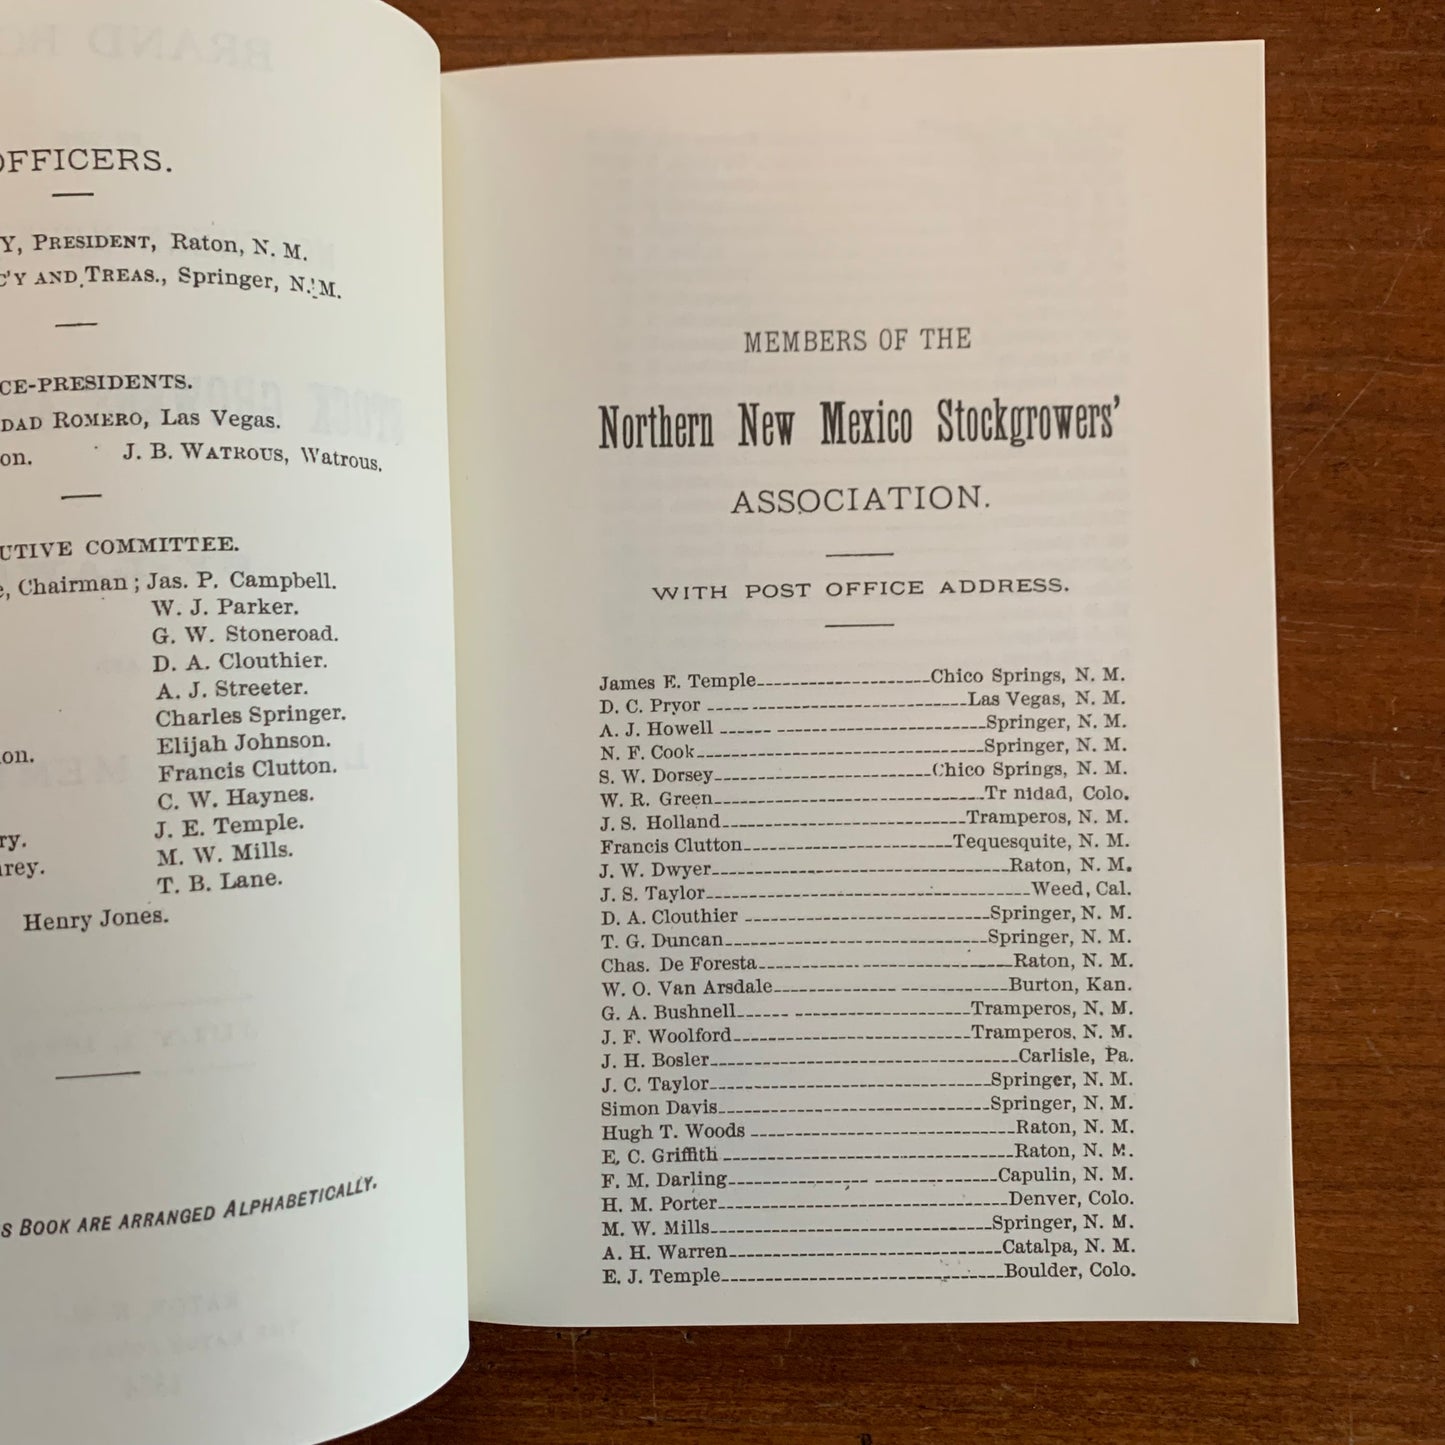 OFFICERS.
Y, PRESIDENT, Raton, N. M.
C'Y AND TREAS., Springer, N. M.
CE-PRESIDENTS.
DAD ROMERO, Las Vegas.
on. J. B. WATROUS, Watrous.
UTIVE COMMITTEE.
e, Chairman ; Jas. P. Campbell.
W. J. Parker.
G. W. Stoneroad.
D. A. Clouthier.
A. J. Streeter.
Charles Springer.
on. Elijah Johnson.
Francis Clutton.
C. W. Haynes.
ry. J. E. Temple.
rey. M. W. Mills.
T. B. Lane.
Henry Jones.
S BOOK ARE ARRANGED ALPHABETICALLY.
MEMBERS OF THE
Northern New Mexico Stockgrowers'
ASSOCIATION.
WITH POST OFFICE ADDRESS.
James E. Temple Chico Springs, N. M.
D. C. Pryor Las Vegas, N. M.
A. J. Howell Springer, N. M.
N. F. Cook Springer, N. M.
S. W. Dorsey Chico Springs, N. M.
W. R. Green Tr nidad, Colo.
J. S. Holland Tramperos, N. M.
Francis Clutton Tequesquite, N. M.
J. W. Dwyer Raton, N. M.
J. S. Taylor Weed, Cal.
D. A. Clouthier Springer, N. M.
T. G. Duncan Springer, N. M.
Chas. De Foresta Raton, N. M.
W. O. Van Arsdale Burton, Kan.
G. A. Bushnell Tramperos, N. M.
J. F. Woolford Tramperos, N. M.
J. H. Bosler Carlisle, Pa.
J. C. Taylor Springer, N. M.
Simon Davis Springer, N. M.
Hugh T. Woods Raton, N. M.
E. C. Griffith Raton, N. M.
F. M. Darling Capulin, N. M.
H. M. Porter Denver, Colo.
M. W. Mills Springer, N. M.
A. H. Warren Catalpa, N. M.
E. J. Temple Boulder, Colo.